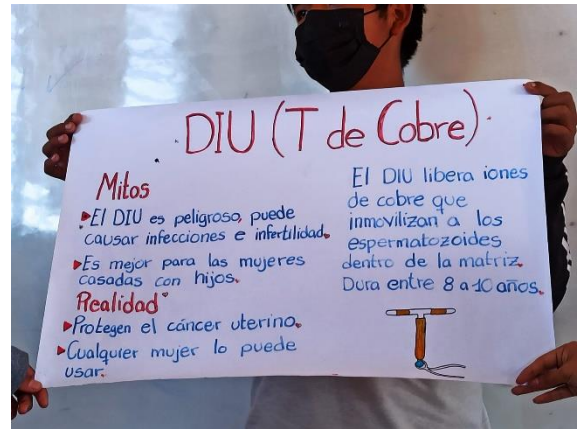 DIU (T de Cobre)
Mitos
El DIU es peligroso, puede
causar infecciones e infertilidad.
Es mejor para las mujeres
casadas con hijos.
Realidad
Protegen el cáncer uterino.
Cualquier mujer lo puede
usar.
El DIU libera iones
de cobre que
inmovilizan a los
espermatozoides
dentro de la matriz.
Dura entre 8 a 10 años.